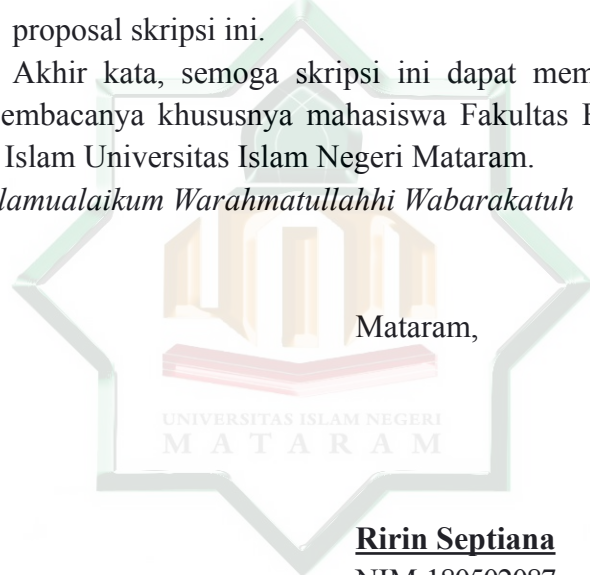 proposal skripsi ini.
Akhir kata, semoga skripsi ini dapat mem
embacanya khususnya mahasiswa Fakultas
Islam Universitas Islam Negeri Mataram.
lamualaikum Warahmatullahhi Wabarakatuh
Mataram,
UNIVERSITAS ISLAM NEGERI
MATARAM
Ririn Septiana
NIM 180502087